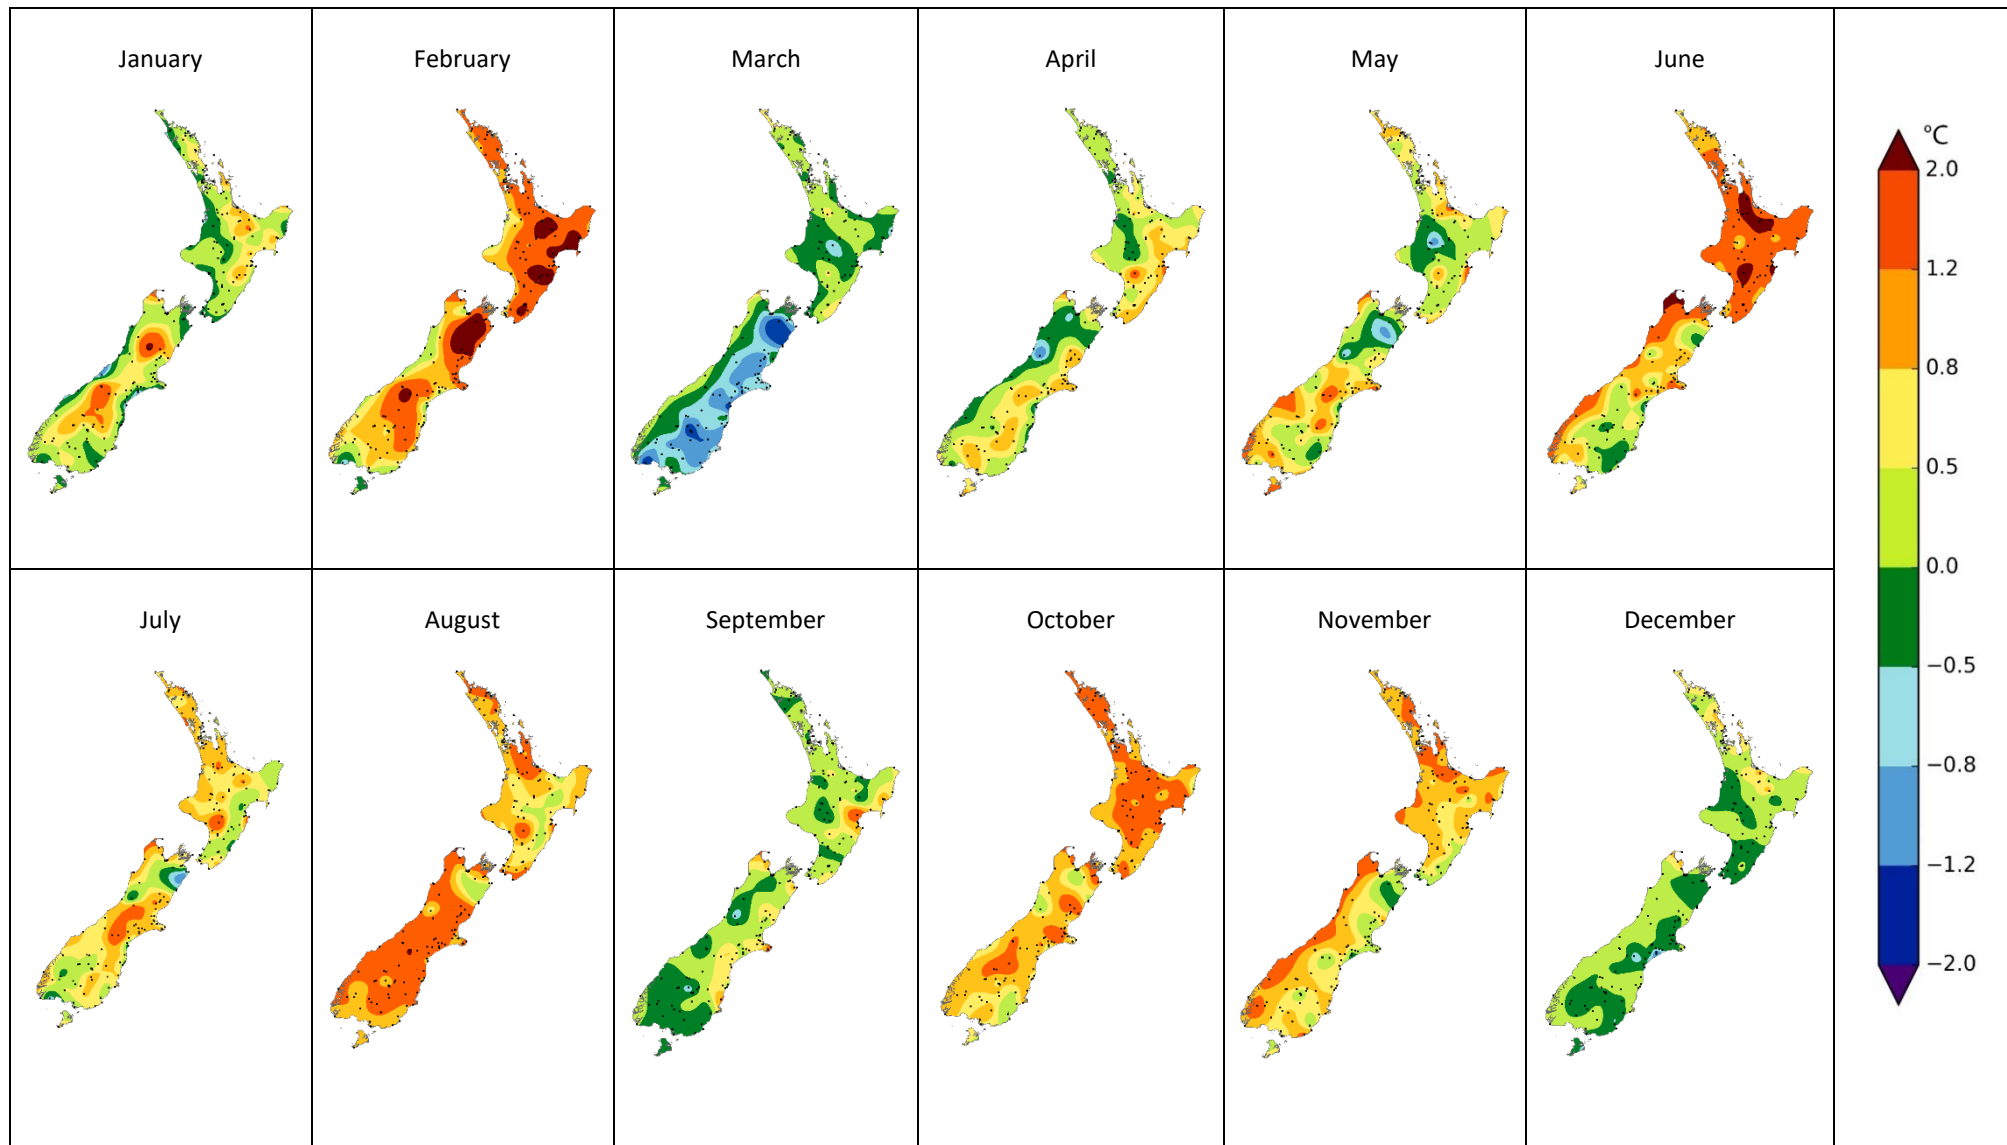 January
February
March
April
May
June
°C
2.0
1.2
0.8
0.5
0.0
−0.5
−0.8
−1.2
−2.0
July
August
September
October
November
December